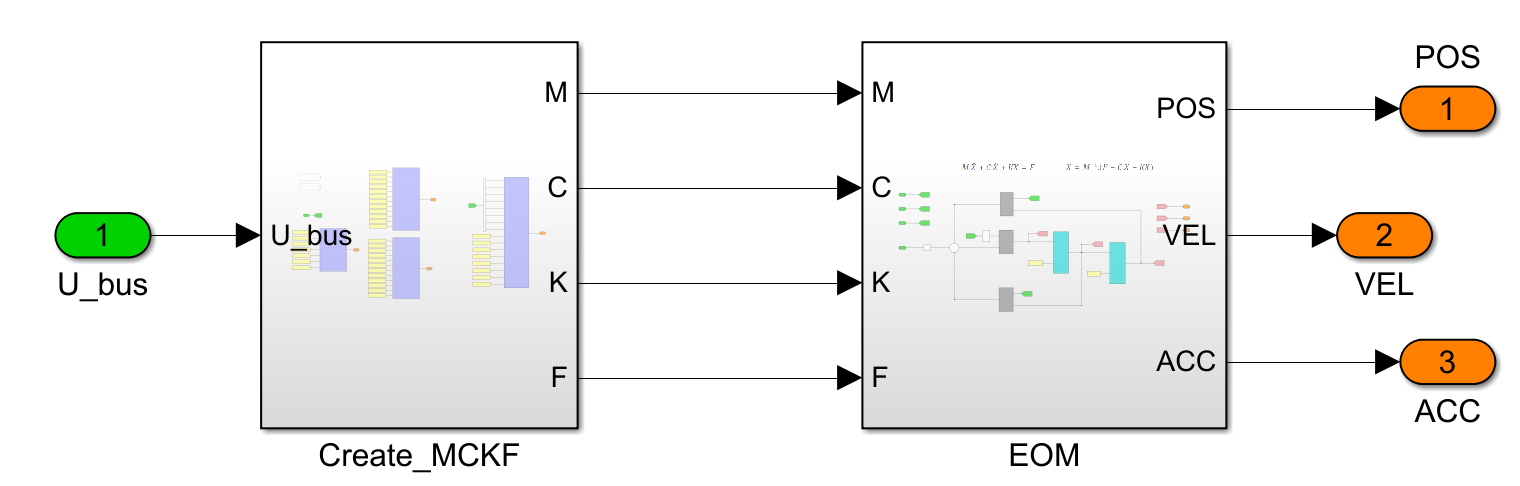 1
U_bus
U_bus
M
C
K
F
Create_MCKF
M
C
K
F
POS
VEL
ACC
EOM
POS
1
2
VEL
3
ACC